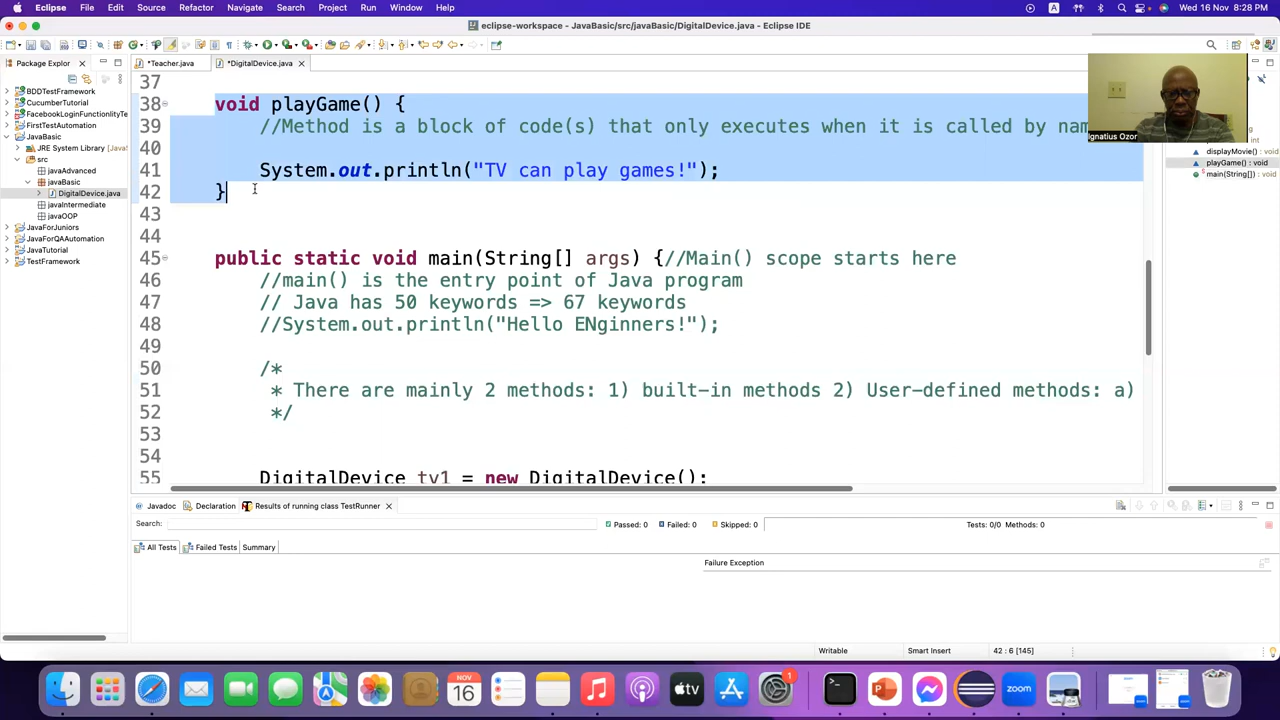 Eclipse File Edit Source Refactor Navigate Search Project Run Window Help
A
Wed 16 Nov 8:28 PM
eclipse-workspace - JavaBasic/src/javaBasic/DigitalDevice.java - Eclipse IDE
Package Explor
*Teacher.java
*DigitalDevice.java
BDDTestFramework
CucumberTutorial
FacebookLoginFunctionlityTe
FirstTestAutomation
JavaBasic
JRE System Library [Java
src
javaAdvanced
javaBasic
DigitalDevice.java
javaIntermediate
javaOOP
JavaForJuniors
JavaForQAAutomation
JavaTutorial
TestFramework
37
38 void playGame() {
39 //Method is a block of code(s) that only executes when it is called by nam
40
41 System.out.println("TV can play games!");
42 }
43
44
45 public static void main(String[] args) {//Main() scope starts here
46 //main() is the entry point of Java program
47 // Java has 50 keywords => 67 keywords
48 //System.out.println("Hello ENginners!");
49
50 /*
51 * There are mainly 2 methods: 1) built-in methods 2) User-defined methods: a)
52 */
53
54
55 DigitalDevice tv1 = new DigitalDevice();
Ignatius Ozor
displayMovie() : void
playGame() : void
main(String[]) : void
Javadoc Declaration Results of running class TestRunner
Search: Passed: 0 Failed: 0 Skipped: 0 Tests: 0/0 Methods: 0
All Tests Failed Tests Summary
Failure Exception
Writable Smart Insert 42 : 6 [145]
NOV
16
tv
1
zoom